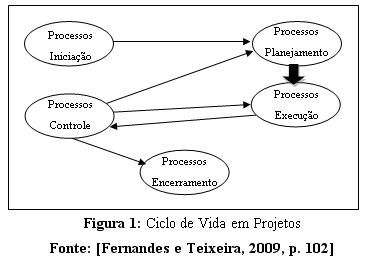 Processos
Iniciação
Processos
Planejamento
Processos
Controle
Processos
Execução
Processos
Encerramento
Figura 1: Ciclo de Vida em Projetos
Fonte: [Fernandes e Teixeira, 2009, p. 102]